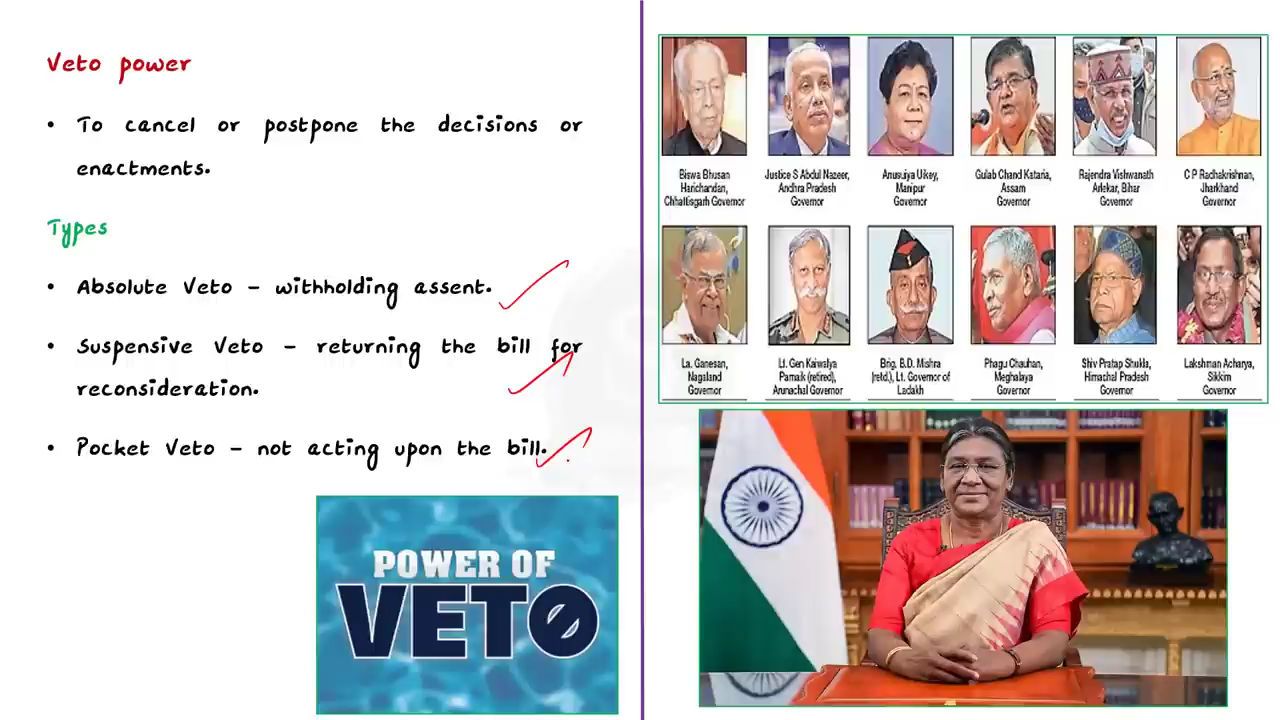 Veto power
• To cancel or postpone the decisions or
enactments.
Types
• Absolute Veto – withholding assent.
• Suspensive Veto – returning the bill for
reconsideration.
• Pocket Veto – not acting upon the bill.
POWER OF
VETO
Biswa Bhusan
Harichandan,
Chhattisgarh Governor
Justice S Abdul Nazeer,
Andhra Pradesh
Governor
Anusuiya Uikey,
Manipur
Governor
Gulab Chand Kataria,
Assam
Governor
Rajendra Vishwanath
Arlekar, Bihar
Governor
C P Radhakrishnan,
Jharkhand
Governor
La. Ganesan,
Nagaland
Governor
Lt. Gen Kaiwalya
Parnaik (retired),
Arunachal Governor
Brig. B.D. Mishra
(retd.), Lt. Governor of
Ladakh
Phagu Chauhan,
Meghalaya
Governor
Shiv Pratap Shukla,
Himachal Pradesh
Governor
Lakshman Acharya,
Sikkim
Governor